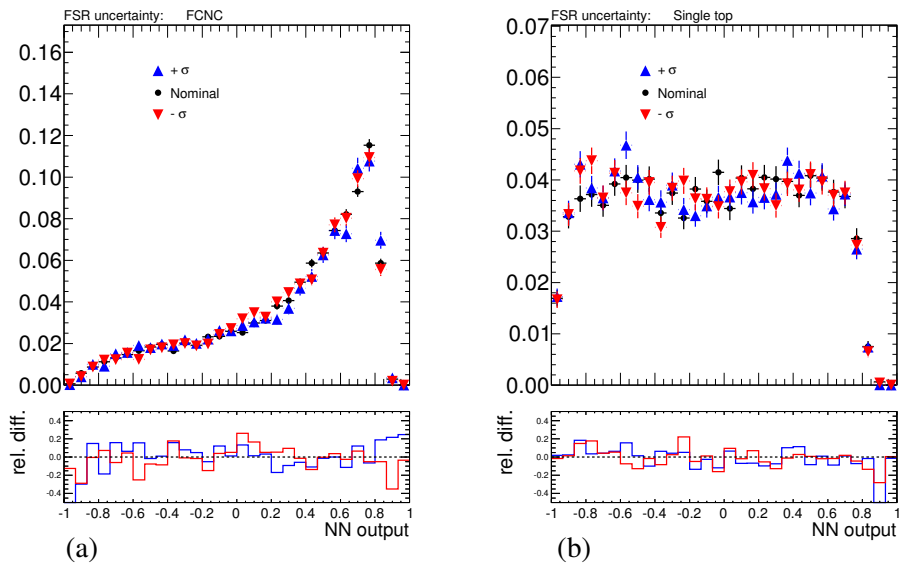 FSR uncertainty: FCNC
0.16
0.14
0.12
0.10
0.08
0.06
0.04
0.02
0.00
+ σ
Nominal
- σ
rel. diff.
0.4
0.2
0.0
-0.2
-0.4
-1 -0.8 -0.6 -0.4 -0.2 0 0.2 0.4 0.6 0.8 1
NN output
(a)
FSR uncertainty: Single top
0.07
0.06
0.05
0.04
0.03
0.02
0.01
0.00
+ σ
Nominal
- σ
rel. diff.
0.4
0.2
0.0
-0.2
-0.4
-1 -0.8 -0.6 -0.4 -0.2 0 0.2 0.4 0.6 0.8 1
NN output
(b)